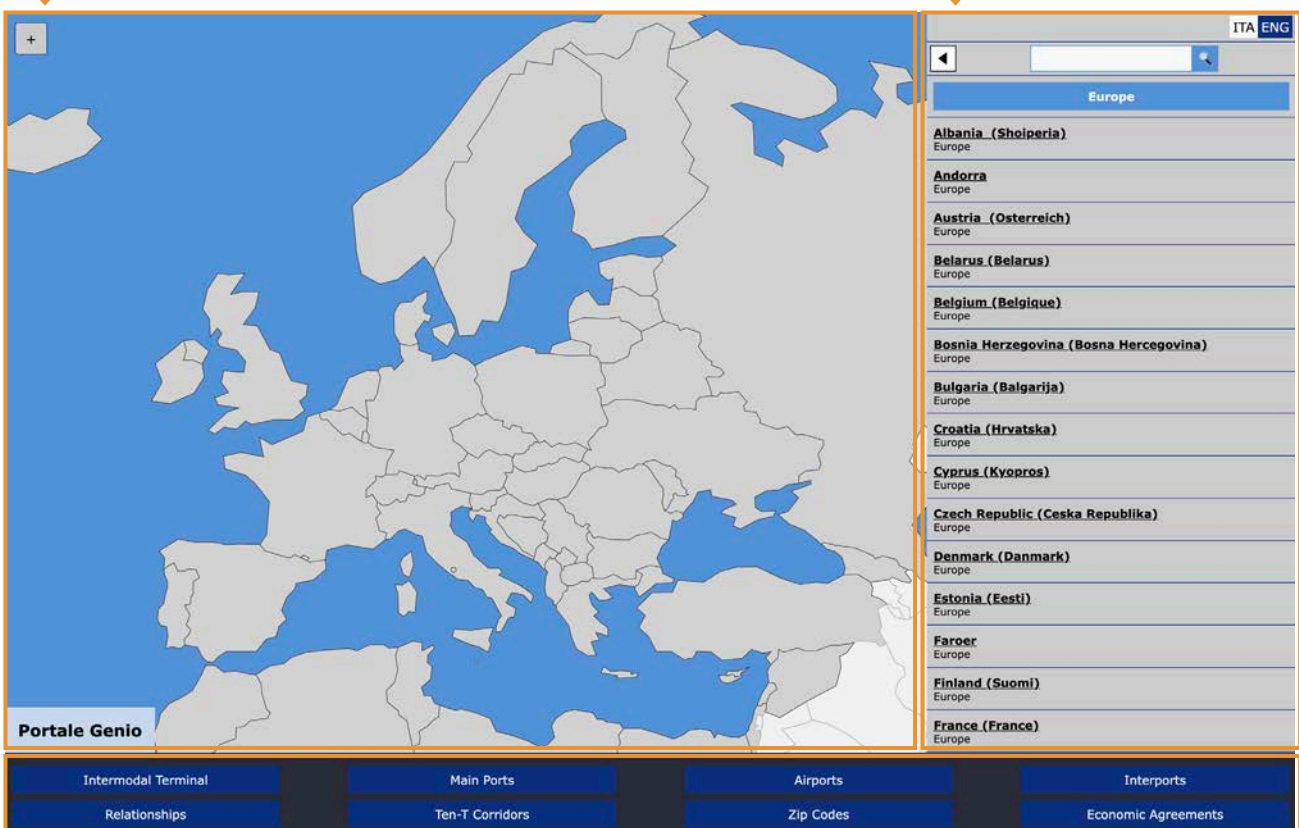 +
Portale Genio
ITA ENG
Europe
Albania (Shoiperia)
Europe
Andorra
Europe
Austria (Osterreich)
Europe
Belarus (Belarus)
Europe
Belgium (Belgique)
Europe
Bosnia Herzegovina (Bosna Hercegovina)
Europe
Bulgaria (Balgarija)
Europe
Croatia (Hrvatska)
Europe
Cyprus (Kyopros)
Europe
Czech Republic (Ceska Republika)
Europe
Denmark (Danmark)
Europe
Estonia (Eesti)
Europe
Faroer
Europe
Finland (Suomi)
Europe
France (France)
Europe
Intermodal Terminal
Main Ports
Airports
Interports
Relationships
Ten-T Corridors
Zip Codes
Economic Agreements